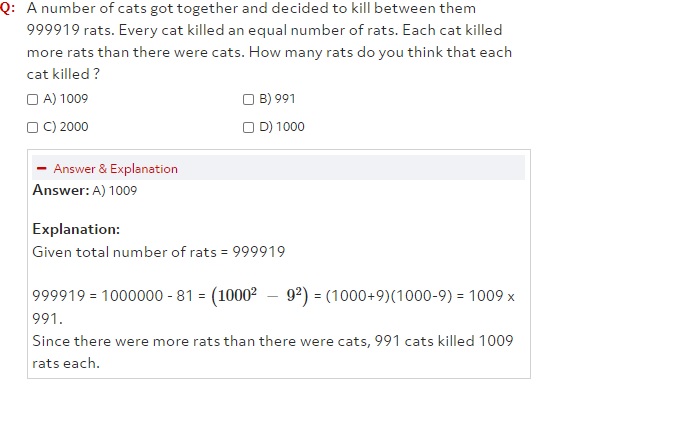 Q: A number of cats got together and decided to kill between them
999919 rats. Every cat killed an equal number of rats. Each cat killed
more rats than there were cats. How many rats do you think that each
cat killed ?
A) 1009 B) 991
C) 2000 D) 1000
Answer & Explanation
Answer: A) 1009
Explanation:
Given total number of rats = 999919
999919 = 1000000 - 81 = (1000² − 9²) = (1000+9)(1000-9) = 1009 x
991.
Since there were more rats than there were cats, 991 cats killed 1009
rats each.